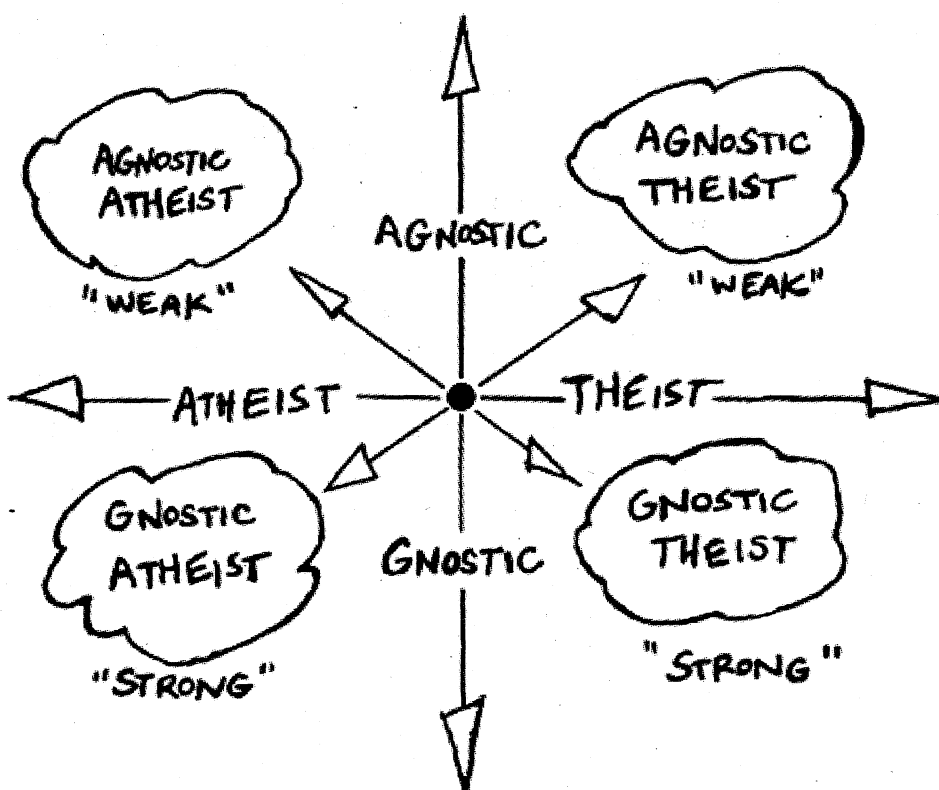 AGNOSTIC
ATHEIST
"WEAK"
AGNOSTIC
AGNOSTIC
THEIST
"WEAK"
ATHEIST
THEIST
GNOSTIC
ATHEIST
"STRONG"
GNOSTIC
GNOSTIC
THEIST
"STRONG"